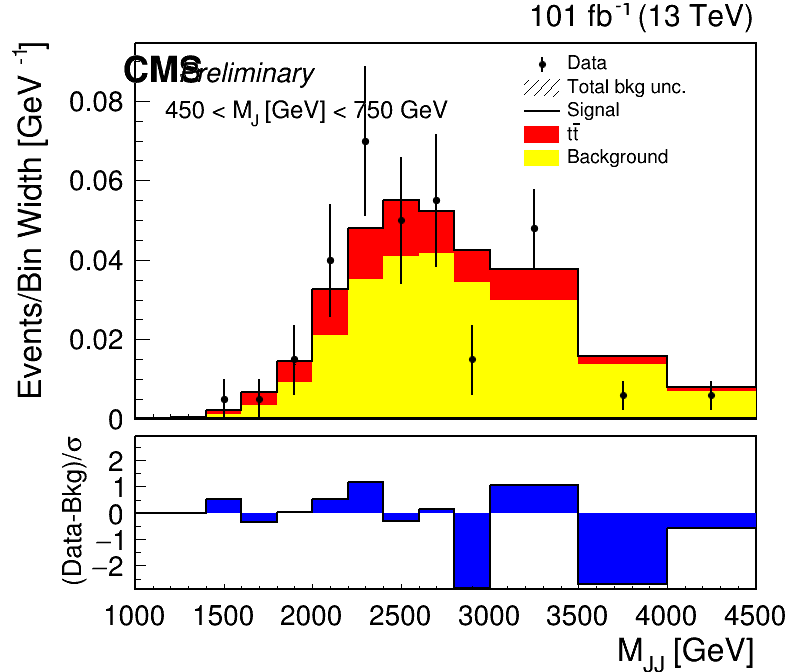 101 fb⁻¹ (13 TeV)
CMS Preliminary
450 < M_J [GeV] < 750 GeV
Data
Total bkg unc.
Signal
tt̄
Background
Events/Bin Width [GeV⁻¹]
0.08
0.06
0.04
0.02
0
(Data-Bkg)/σ
2
1
0
−1
−2
1000 1500 2000 2500 3000 3500 4000 4500
M_JJ [GeV]